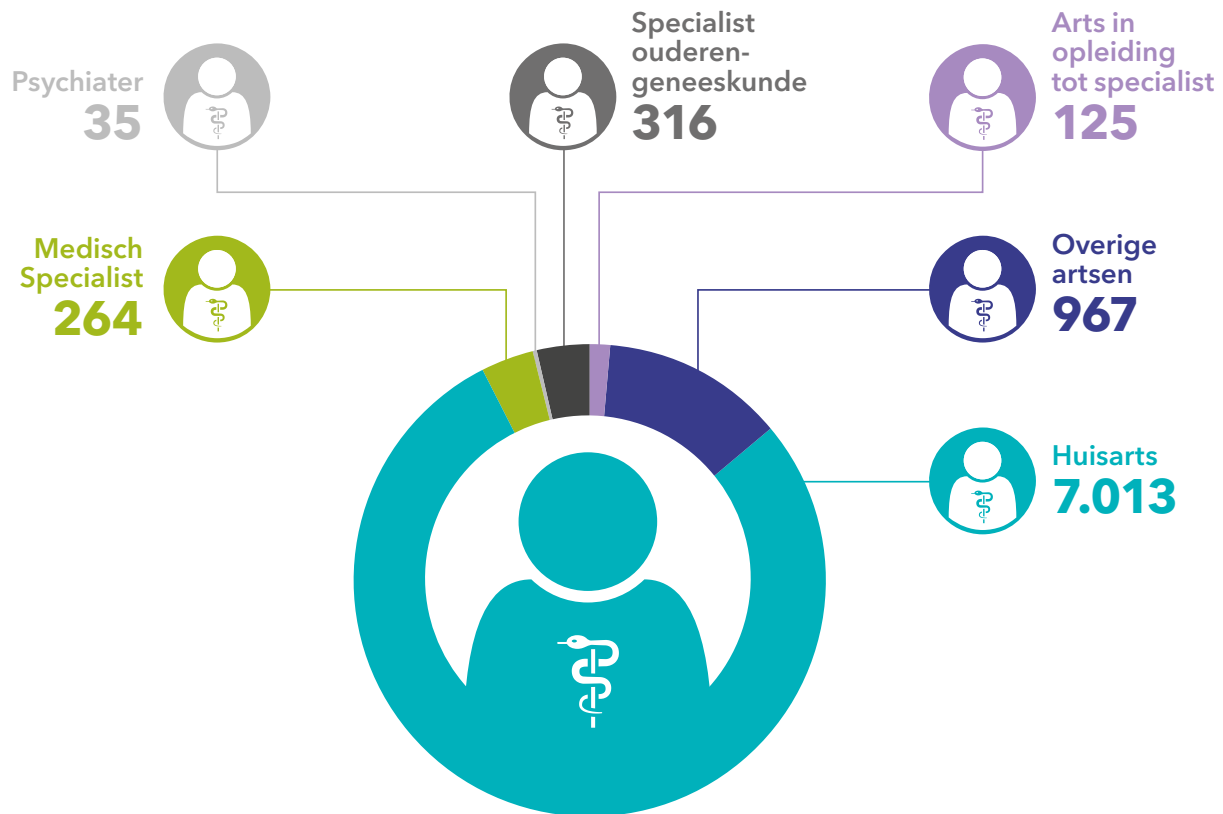 Psychiater
35
Specialist
ouderen-
geneeskunde
316
Arts in
opleiding
tot specialist
125
Medisch
Specialist
264
Overige
artsen
967
Huisarts
7.013